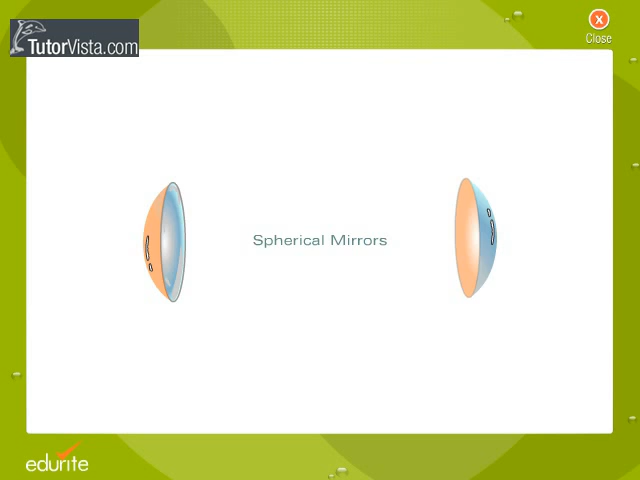 TutorVista.com
X
Close
Spherical Mirrors
edurite